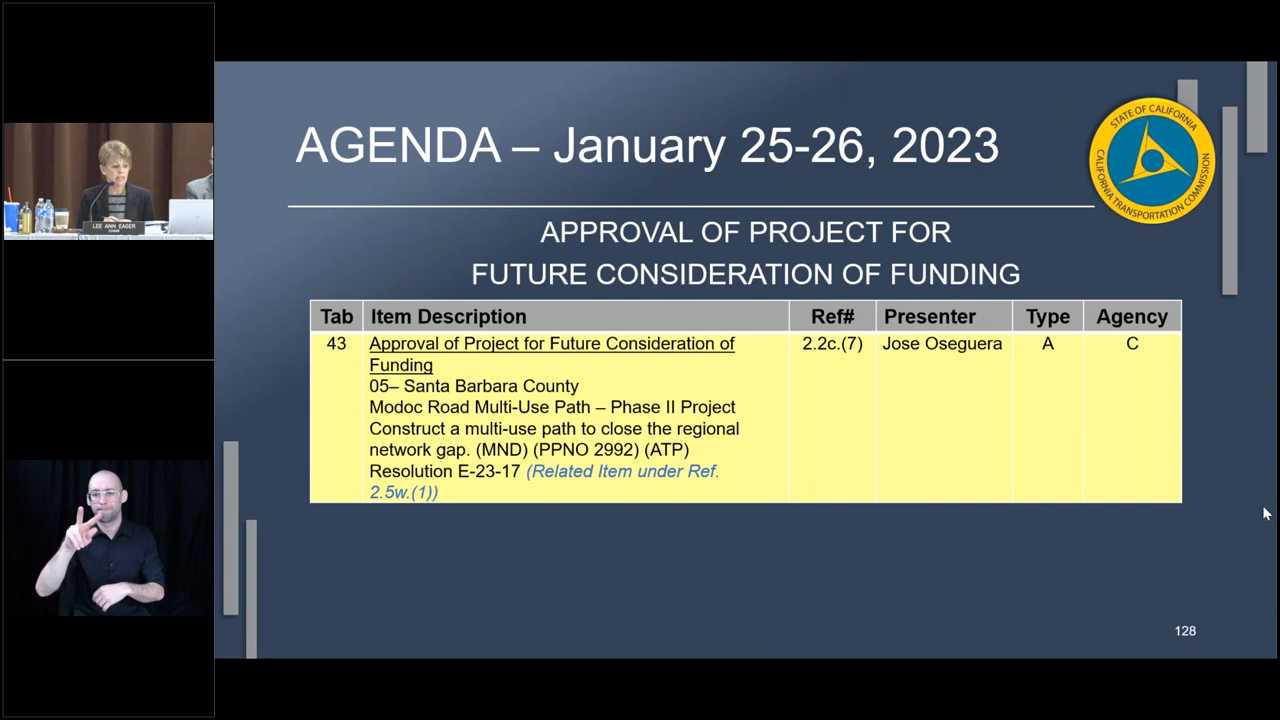 AGENDA – January 25-26, 2023
STATE OF CALIFORNIA
CALIFORNIA TRANSPORTATION COMMISSION
APPROVAL OF PROJECT FOR
FUTURE CONSIDERATION OF FUNDING
Tab Item Description Ref# Presenter Type Agency
43 Approval of Project for Future Consideration of 2.2c.(7) Jose Oseguera A C
Funding
05– Santa Barbara County
Modoc Road Multi-Use Path – Phase II Project
Construct a multi-use path to close the regional
network gap. (MND) (PPNO 2992) (ATP)
Resolution E-23-17 (Related Item under Ref.
2.5w.(1))
128
LEE ANN EAGER
CHAIR